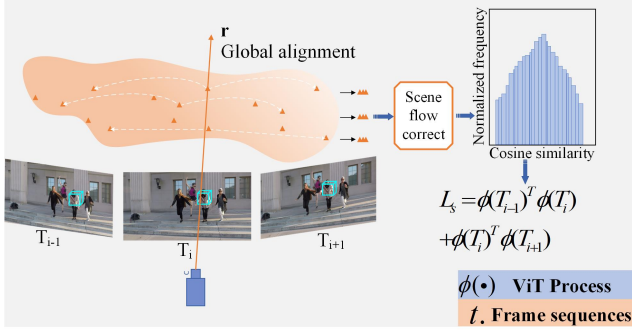 r
Global alignment
Scene
flow
correct
Normalized frequency
Cosine similarity
T_{i-1}
T_i
T_{i+1}
L_s = ϕ(T_{i-1})^T ϕ(T_i)
+ϕ(T_i)^T ϕ(T_{i+1})
ϕ(•) ViT Process
t. Frame sequences